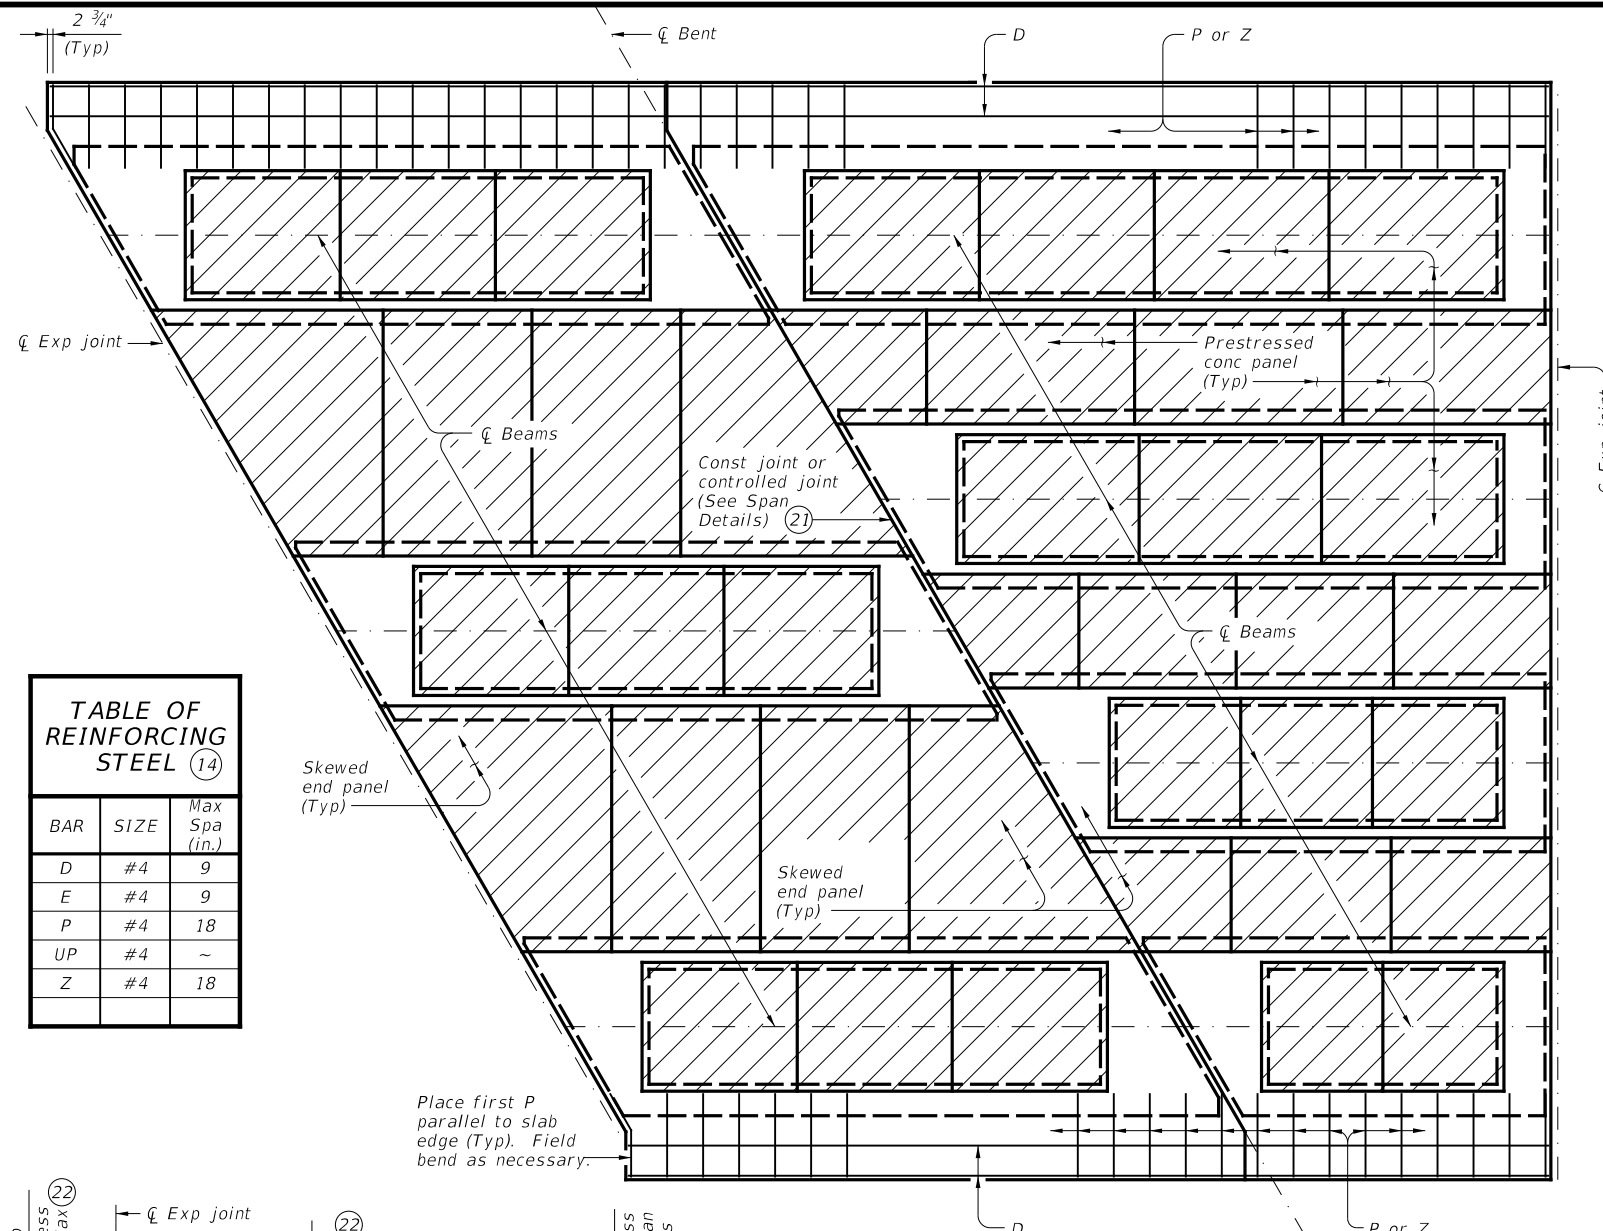 2 ¾"
(Typ)
℄ Bent
D
P or Z
℄ Exp joint
℄ Beams
Prestressed
conc panel
(Typ)
Const joint or
controlled joint
(See Span
Details) 21
℄ Beams
TABLE OF
REINFORCING
STEEL 14
BAR SIZE Max Spa (in.)
D #4 9
E #4 9
P #4 18
UP #4 ~
Z #4 18
Skewed
end panel
(Typ)
Skewed
end panel
(Typ)
Place first P
parallel to slab
edge (Typ). Field
bend as necessary.
22
℄ Exp joint
22
D
P or Z